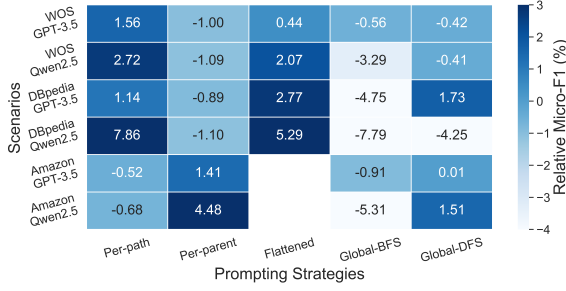 Scenarios
WOS
GPT-3.5
1.56 -1.00 0.44 -0.56 -0.42
WOS
Qwen2.5
2.72 -1.09 2.07 -3.29 -0.41
DBpedia
GPT-3.5
1.14 -0.89 2.77 -4.75 1.73
DBpedia
Qwen2.5
7.86 -1.10 5.29 -7.79 -4.25
Amazon
GPT-3.5
-0.52 1.41 -0.91 0.01
Amazon
Qwen2.5
-0.68 4.48 -5.31 1.51
Per-path Per-parent Flattened Global-BFS Global-DFS
Prompting Strategies
3
2
1
0
−1
−2
−3
−4
Relative Micro-F1 (%)